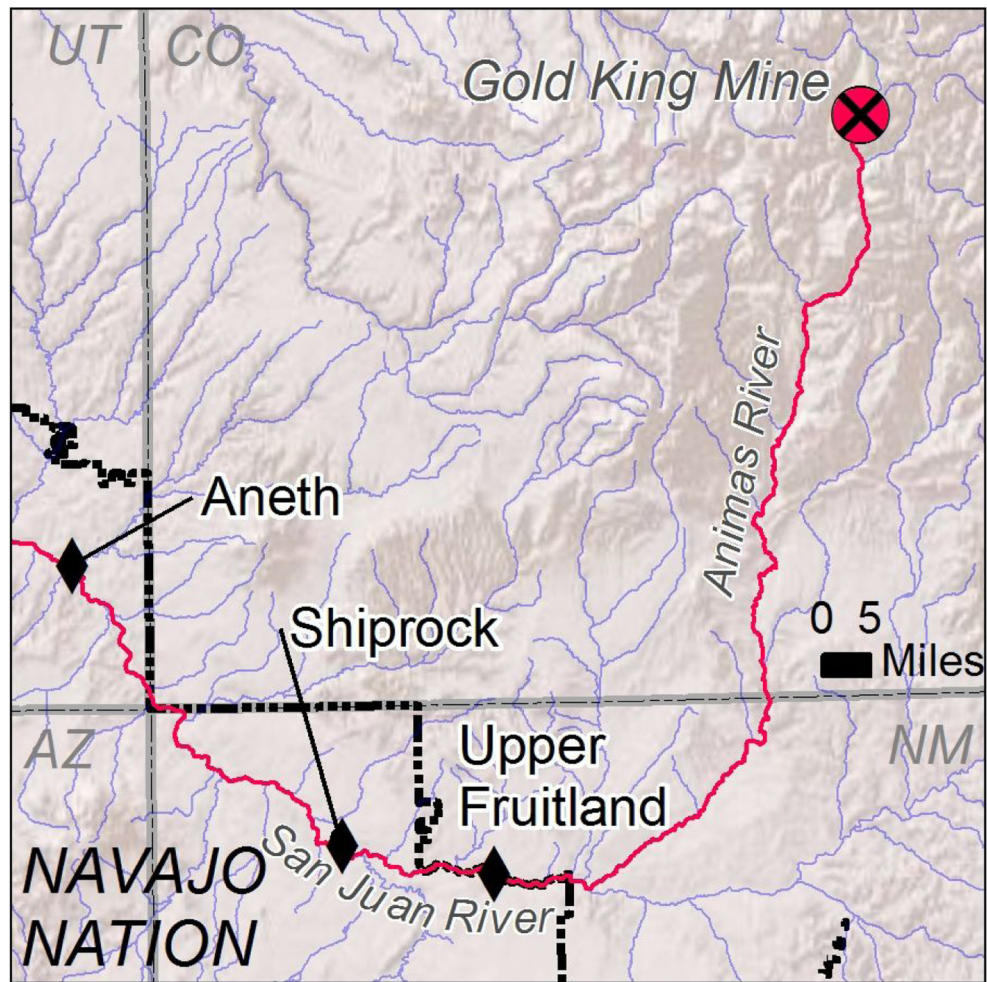 UT CO
Gold King Mine
Animas River
Aneth
Shiprock
0 5
Miles
AZ
NM
Upper
Fruitland
San Juan River
NAVAJO
NATION